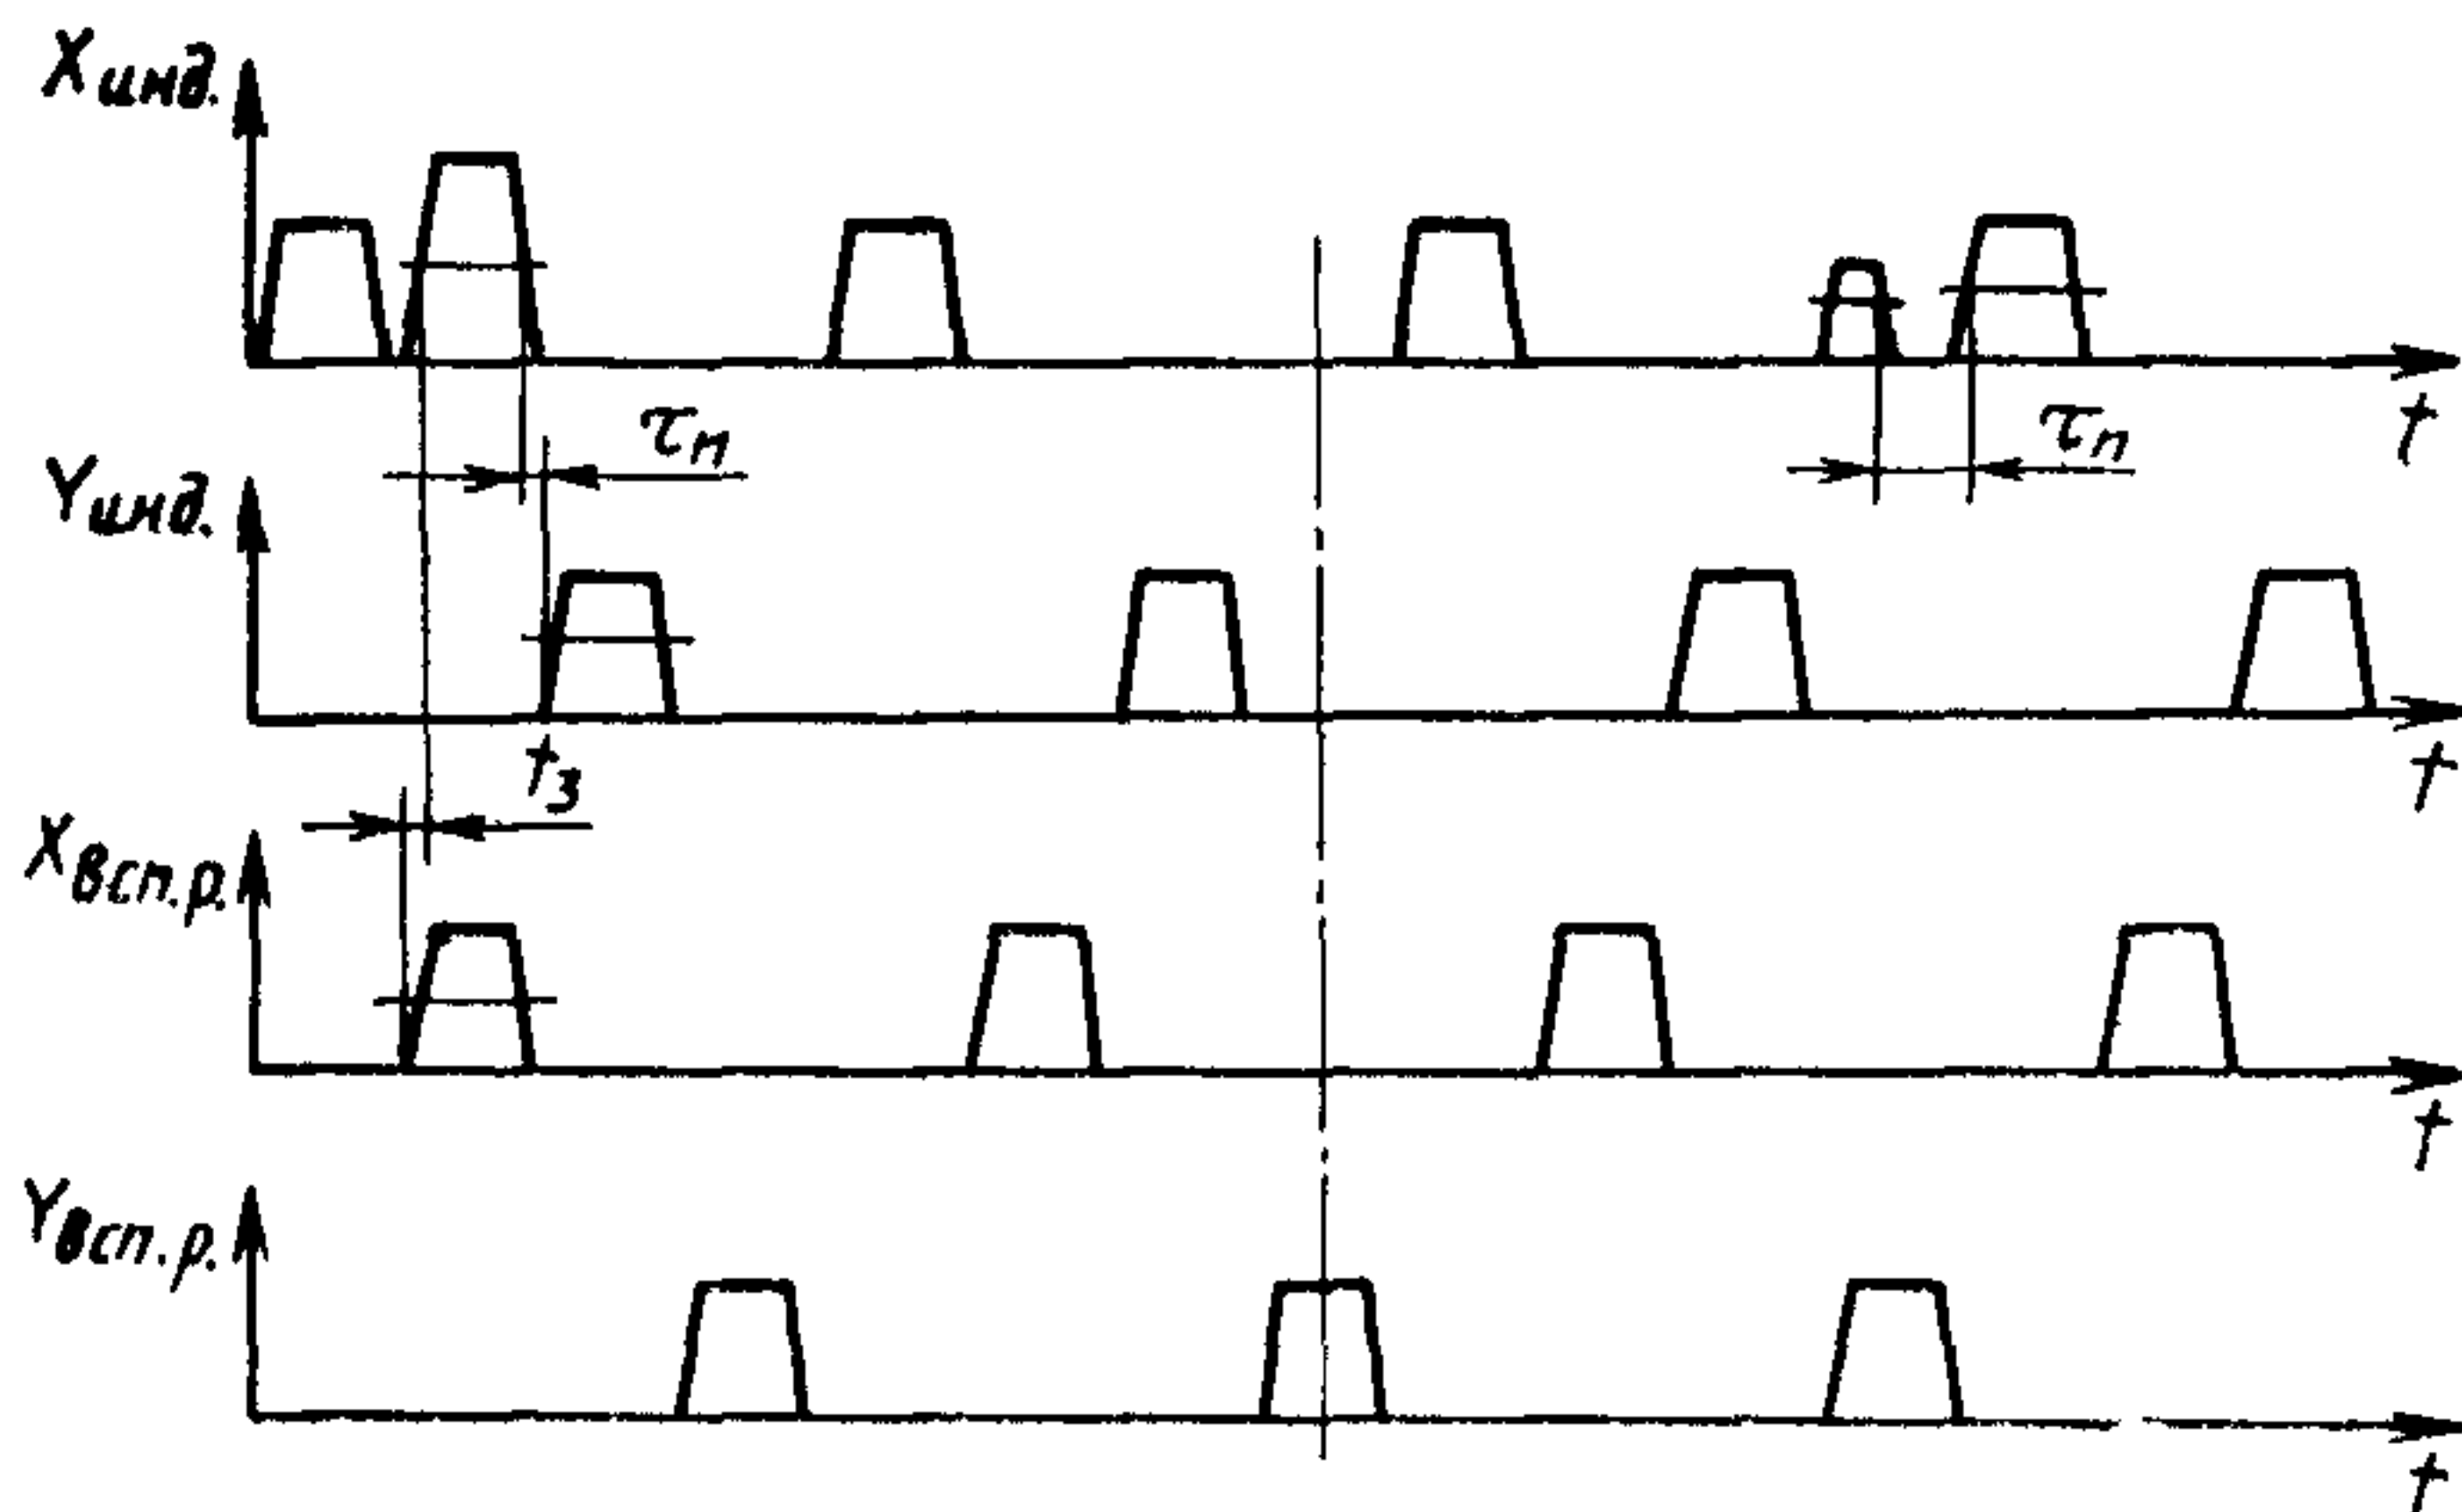 Xинд.
τп τп t
Yинд.
tз t
Xвсп.р.
t
Yвсп.р.
t